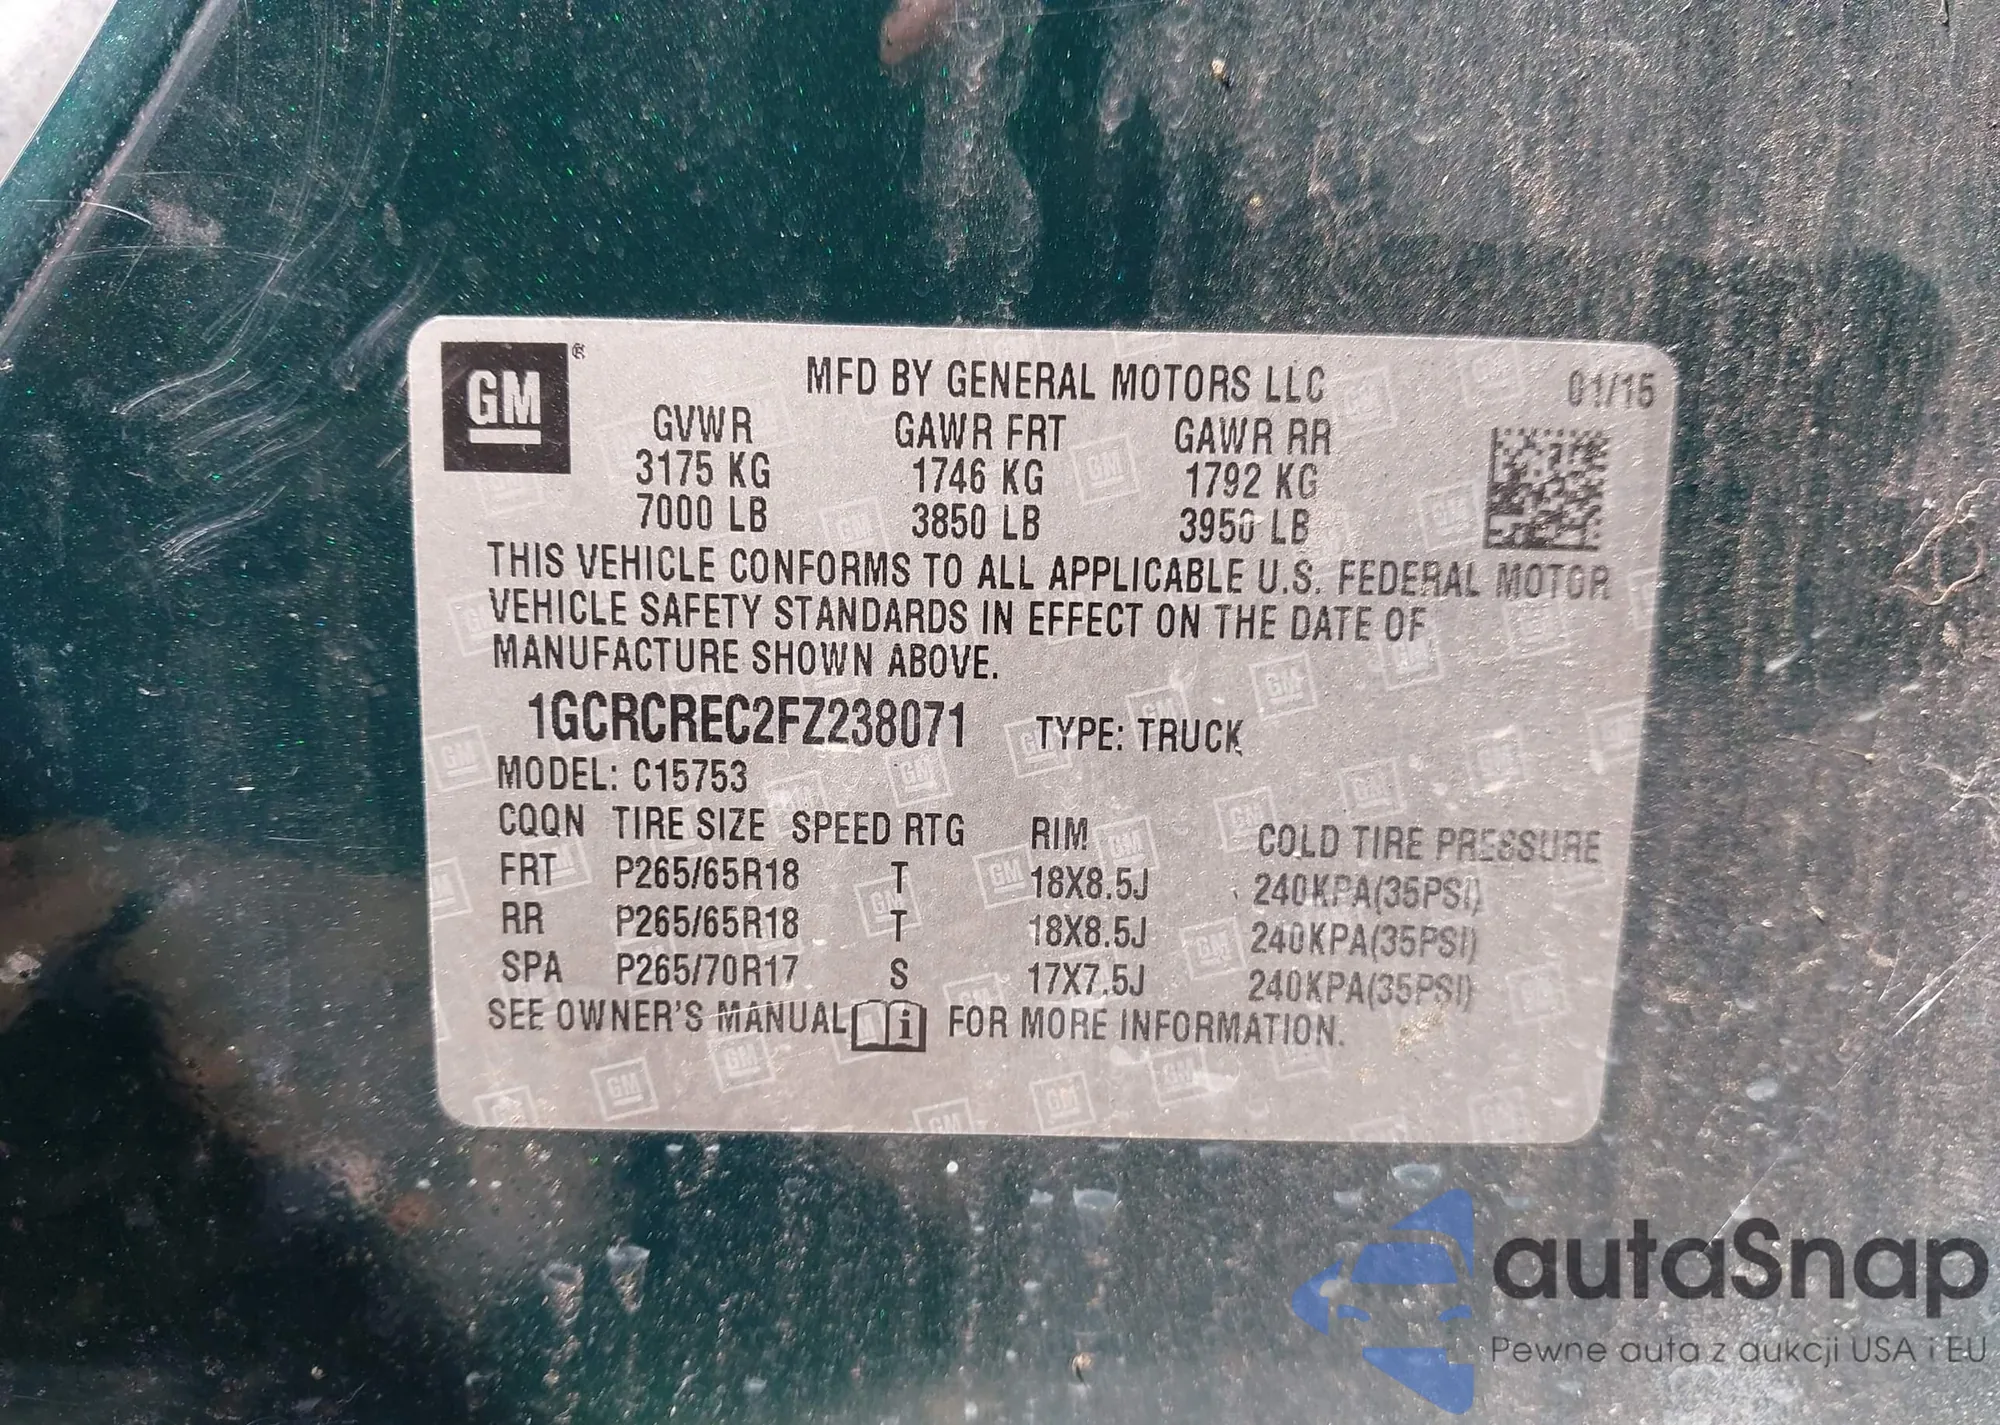 GM ®
MFD BY GENERAL MOTORS LLC 01/15
GVWR GAWR FRT GAWR RR
3175 KG 1746 KG 1792 KG
7000 LB 3850 LB 3950 LB
THIS VEHICLE CONFORMS TO ALL APPLICABLE U.S. FEDERAL MOTOR
VEHICLE SAFETY STANDARDS IN EFFECT ON THE DATE OF
MANUFACTURE SHOWN ABOVE.
1GCRCREC2FZ238071 TYPE: TRUCK
MODEL: C15753
CQQN TIRE SIZE SPEED RTG RIM COLD TIRE PRESSURE
FRT P265/65R18 T 18X8.5J 240KPA(35PSI)
RR P265/65R18 T 18X8.5J 240KPA(35PSI)
SPA P265/70R17 S 17X7.5J 240KPA(35PSI)
SEE OWNER'S MANUAL i FOR MORE INFORMATION.
autaSnap
Pewne auta z aukcji USA i EU